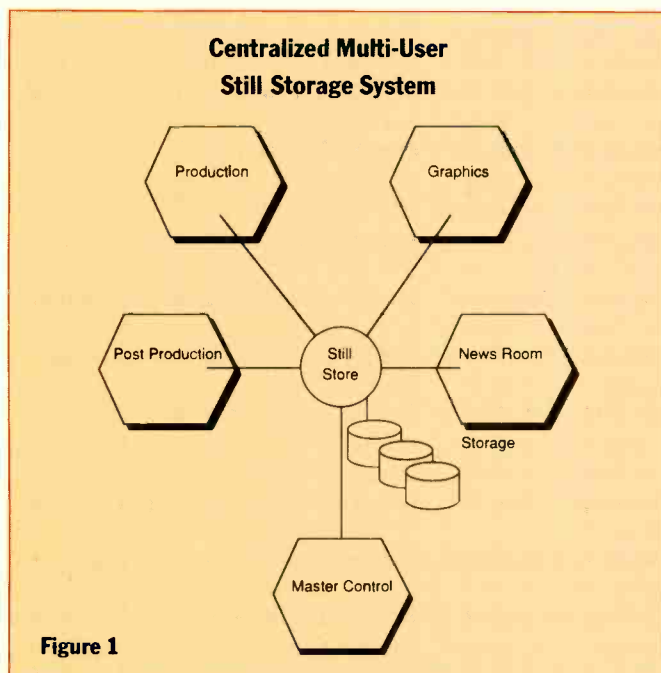 Centralized Multi-User
Still Storage System
Production
Graphics
Post Production
Still
Store
News Room
Storage
Master Control
Figure 1